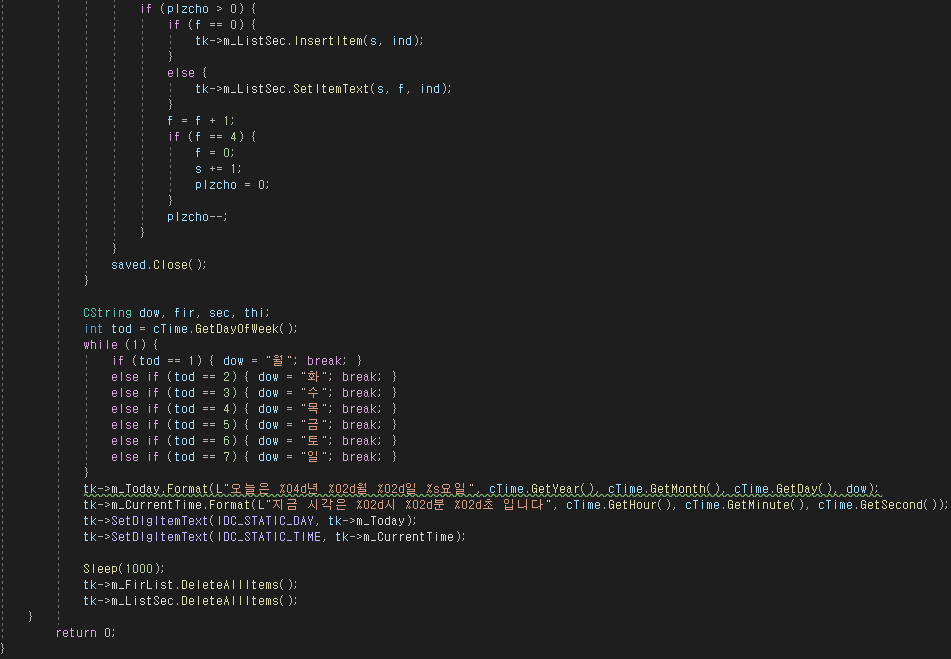 if (plzcho > 0) {
if (f == 0) {
tk->m_ListSec.InsertItem(s, ind);
}
else {
tk->m_ListSec.SetItemText(s, f, ind);
}
f = f + 1;
if (f == 4) {
f = 0;
s += 1;
plzcho = 0;
}
plzcho--;
}
}
saved.Close();
}
CString dow, fir, sec, thi;
int tod = cTime.GetDayOfWeek();
while (1) {
if (tod == 1) { dow = "월"; break; }
else if (tod == 2) { dow = "화"; break; }
else if (tod == 3) { dow = "수"; break; }
else if (tod == 4) { dow = "목"; break; }
else if (tod == 5) { dow = "금"; break; }
else if (tod == 6) { dow = "토"; break; }
else if (tod == 7) { dow = "일"; break; }
}
tk->m_Today.Format(L"오늘은 %04d년 %02d월 %02d일 %s요일", cTime.GetYear(), cTime.GetMonth(), cTime.GetDay(), dow);
tk->m_CurrentTime.Format(L"지금 시각은 %02d시 %02d분 %02d초 입니다", cTime.GetHour(), cTime.GetMinute(), cTime.GetSecond());
tk->SetDlgItemText(IDC_STATIC_DAY, tk->m_Today);
tk->SetDlgItemText(IDC_STATIC_TIME, tk->m_CurrentTime);
Sleep(1000);
tk->m_FirList.DeleteAllItems();
tk->m_ListSec.DeleteAllItems();
}
return 0;
}